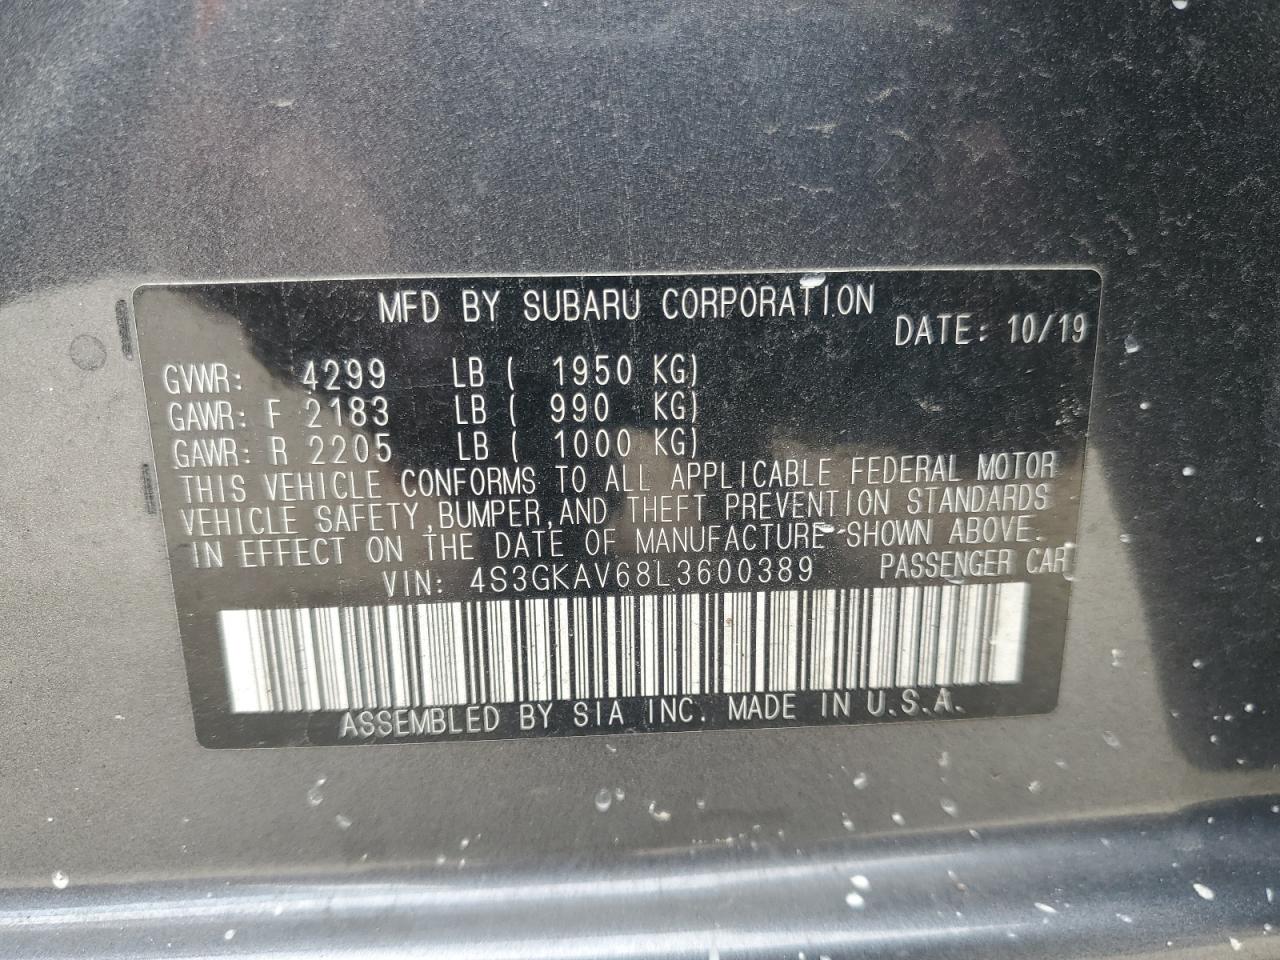 MFD BY SUBARU CORPORATION
DATE: 10/19
GVWR: 4299 LB ( 1950 KG)
GAWR: F 2183 LB ( 990 KG)
GAWR: R 2205 LB ( 1000 KG)
THIS VEHICLE CONFORMS TO ALL APPLICABLE FEDERAL MOTOR
VEHICLE SAFETY,BUMPER,AND THEFT PREVENTION STANDARDS
IN EFFECT ON THE DATE OF MANUFACTURE SHOWN ABOVE.
VIN: 4S3GKAV68L3600389 PASSENGER CAR
ASSEMBLED BY SIA INC. MADE IN U.S.A.